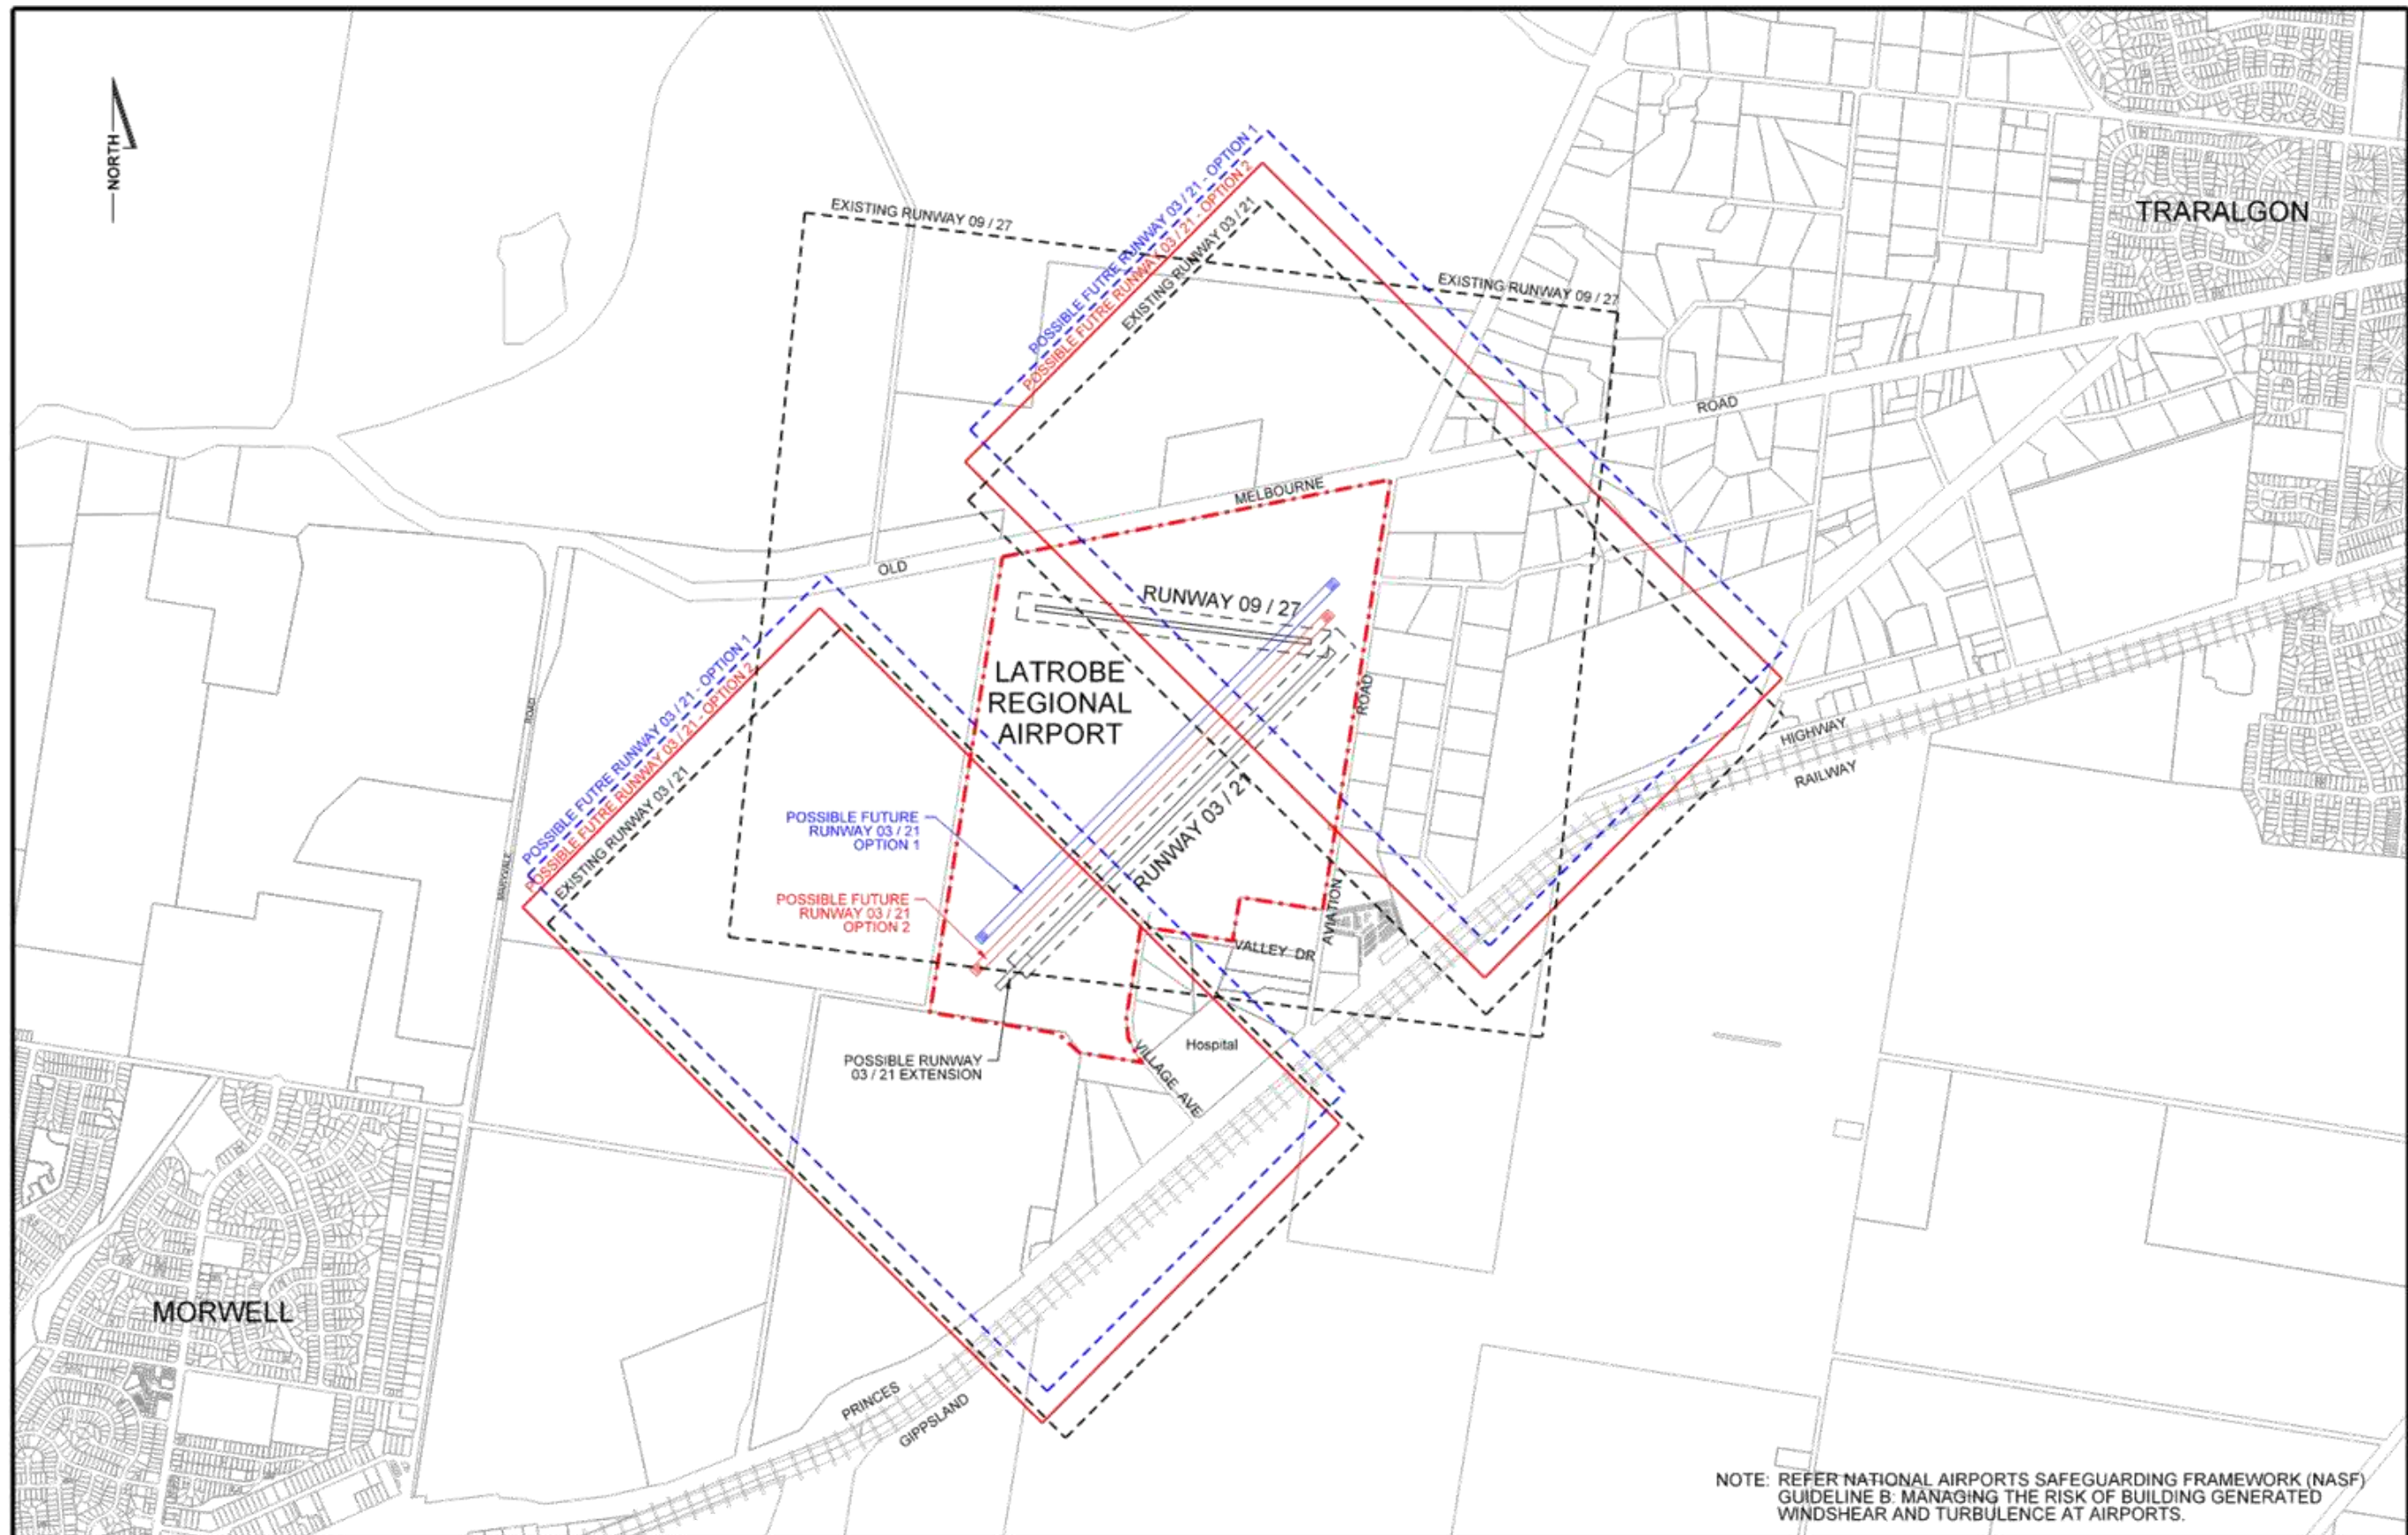 NORTH
TRARALGON
POSSIBLE FUTRE RUNWAY 03 / 21 - OPTION 1
POSSIBLE FUTRE RUNWAY 03 / 21 - OPTION 2
EXISTING RUNWAY 03 / 21
EXISTING RUNWAY 09 / 27
EXISTING RUNWAY 09 / 27
ROAD
MELBOURNE
OLD
RUNWAY 09 / 27
LATROBE
REGIONAL
AIRPORT
ROAD
ROAD
POSSIBLE FUTRE RUNWAY 03 / 21 - OPTION 1
POSSIBLE FUTRE RUNWAY 03 / 21 - OPTION 2
EXISTING RUNWAY 03 / 21
HIGHWAY
RAILWAY
RUNWAY 03 / 21
POSSIBLE FUTURE
RUNWAY 03 / 21
OPTION 1
MARYVALE
POSSIBLE FUTURE
RUNWAY 03 / 21
OPTION 2
AVIATION
VALLEY DR
Hospital
POSSIBLE RUNWAY
03 / 21 EXTENSION
VILLAGE AVE
MORWELL
PRINCES
GIPPSLAND
NOTE: REFER NATIONAL AIRPORTS SAFEGUARDING FRAMEWORK (NASF)
GUIDELINE B: MANAGING THE RISK OF BUILDING GENERATED
WINDSHEAR AND TURBULENCE AT AIRPORTS.